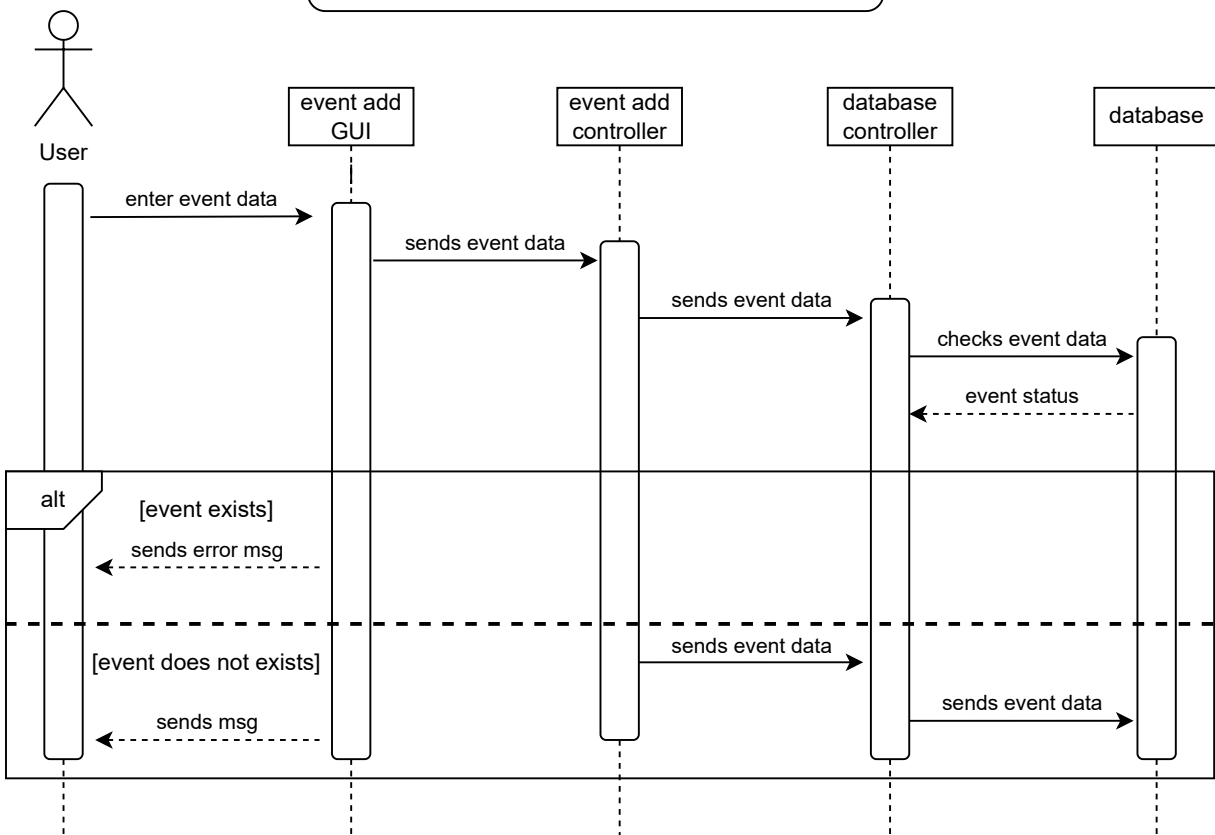 User
event add
GUI
event add
controller
database
controller
database
enter event data
sends event data
sends event data
checks event data
event status
alt
[event exists]
sends error msg
[event does not exists]
sends event data
sends event data
sends msg